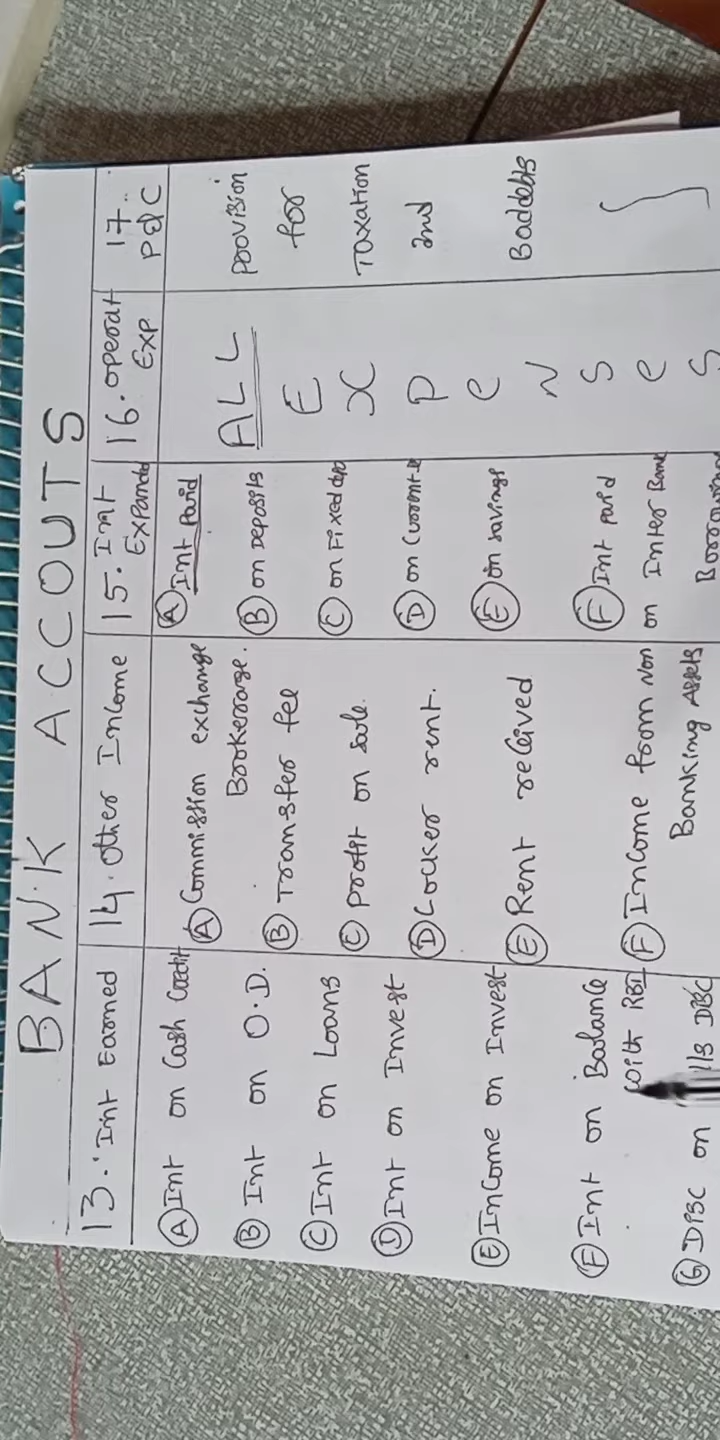 BANK ACCOUTS
13. Int Earned
(A) Int on Cash Credit
(B) Int on O.D.
(C) Int on Loans
(D) Int on Invest
(E) Income on Invest
(F) Int on Balance
with RBI
(G) Disc on
14. Other Income
(A) Commission exchange
Bookerarge.
(B) Transfer fee
(C) Profit on sale.
(D) Locker rent.
(E) Rent received
(F) Income from Non
Banking Assets
15. Int
Expanded
(A) Int Paid
(B) on Deposits
(C) on Fixed
(D) on Current
(E) on savings
(F) Int paid
on Inter Bank
16. Operat
Exp
ALL
E
X
P
e
N
S
e
S
17.
P&C
Provision
for
Taxation
and
Baddebts